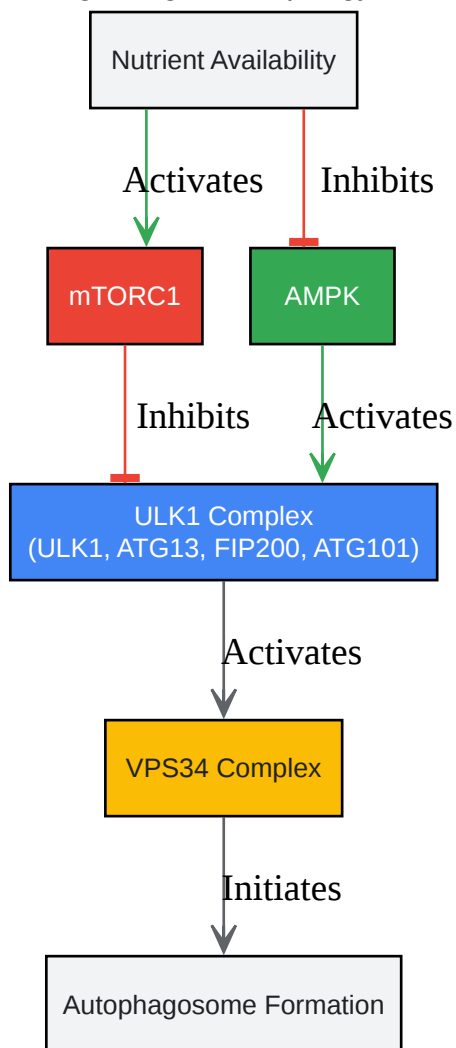 Nutrient Availability
Activates
Inhibits
mTORC1
AMPK
Inhibits
Activates
ULK1 Complex
(ULK1, ATG13, FIP200, ATG101)
Activates
VPS34 Complex
Initiates
Autophagosome Formation